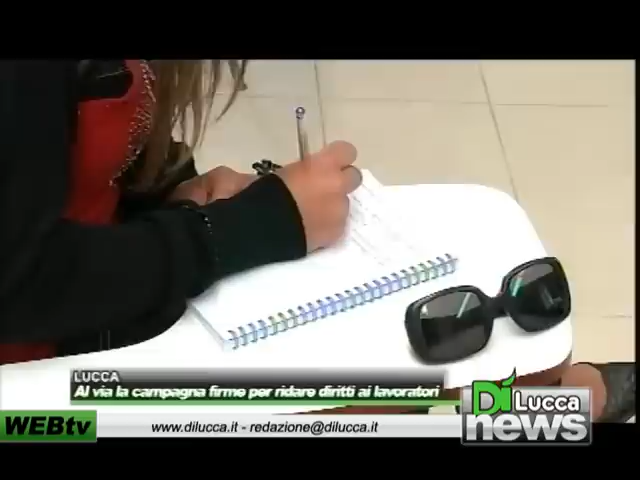 LUCCA
Al via la campagna firme per ridare diritti ai lavoratori
Dì LUCCA
news
WEBtv
www.dilucca.it - redazione@dilucca.it